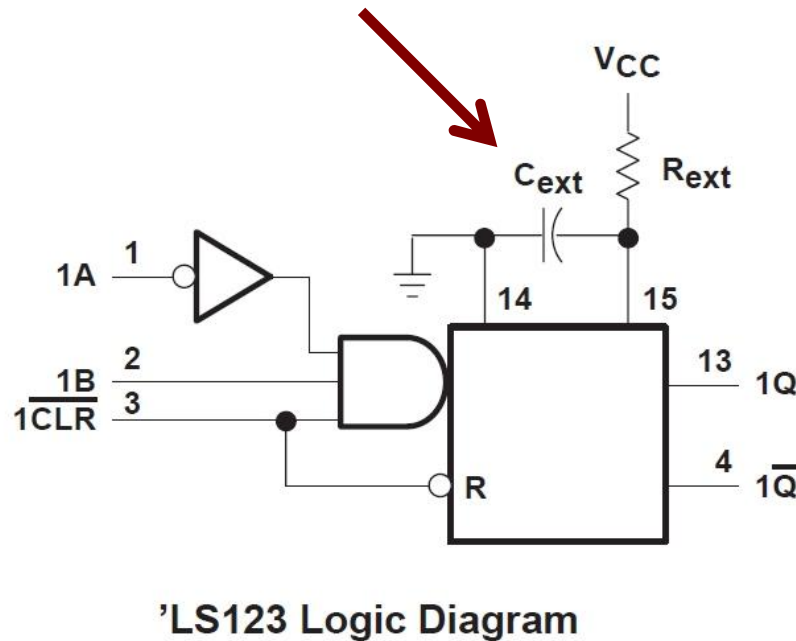 VCC
Cext
Rext
1A
1
14
15
1B
2
1CLR
3
R
13
1Q
4
1Q
’LS123 Logic Diagram